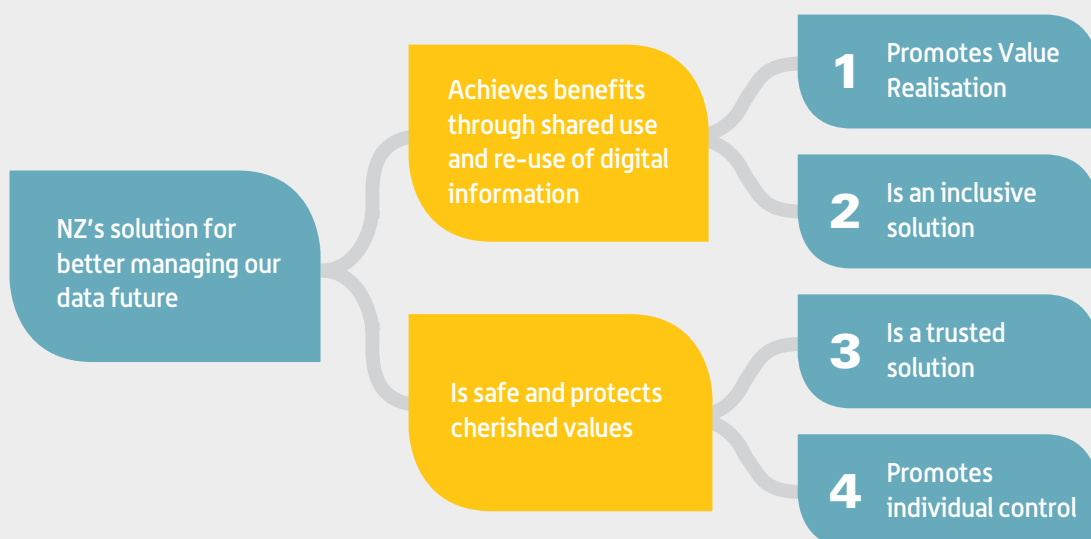 NZ's solution for
better managing our
data future
Achieves benefits
through shared use
and re-use of digital
information
Is safe and protects
cherished values
1
Promotes Value
Realisation
2
Is an inclusive
solution
3
Is a trusted
solution
4
Promotes
individual control